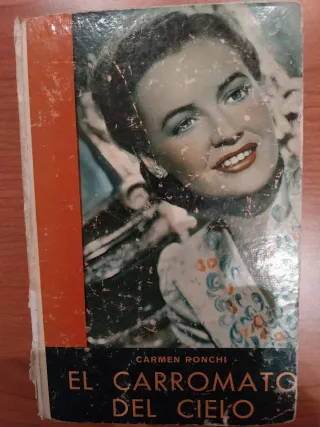 CARMEN RONCHI
EL CARROMATO
DEL CIELO